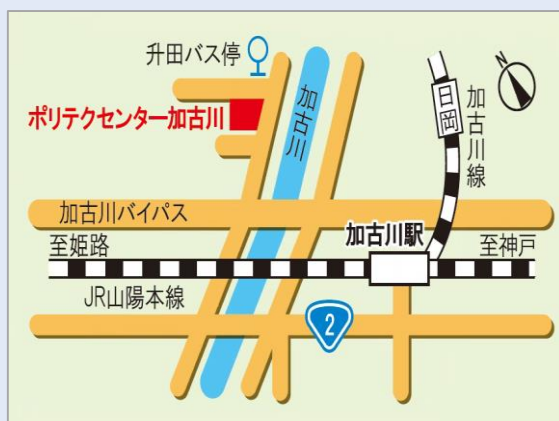 升田バス停
N
ポリテクセンター加古川
加古川
日岡
加古川線
加古川バイパス
至姫路
加古川駅
至神戸
JR山陽本線
2